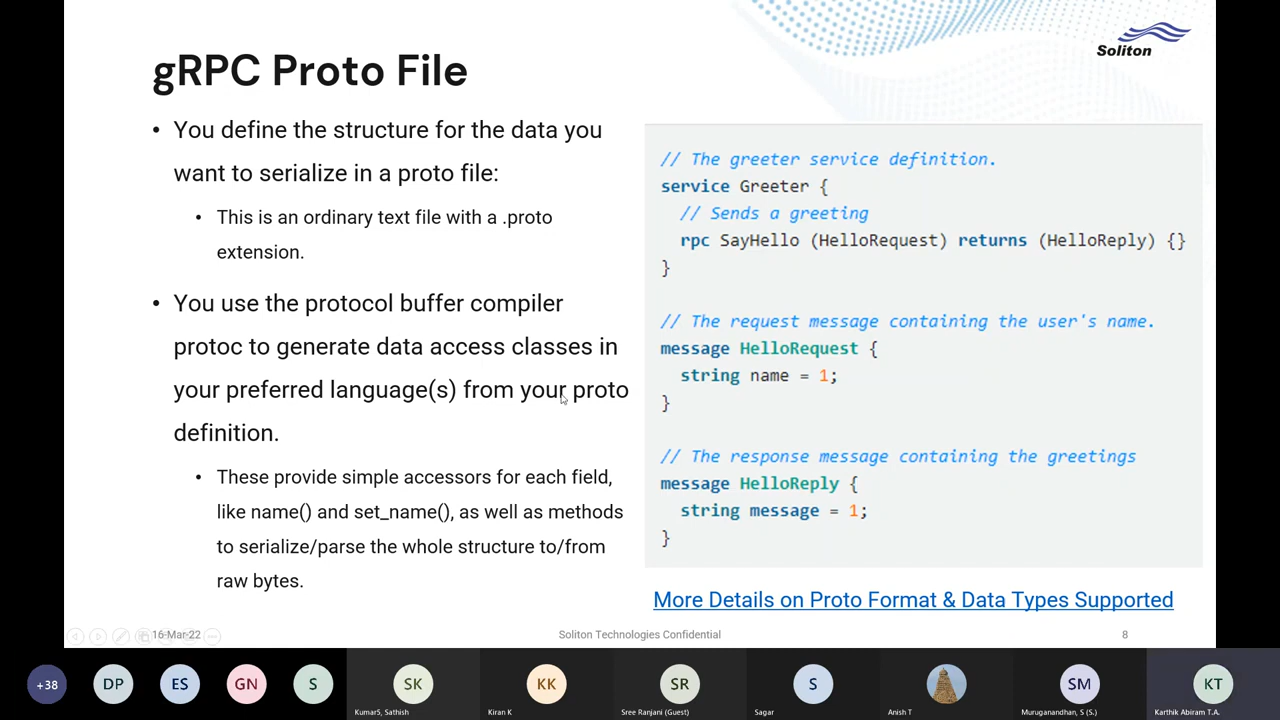 Soliton
gRPC Proto File
• You define the structure for the data you
want to serialize in a proto file:
• This is an ordinary text file with a .proto
extension.
• You use the protocol buffer compiler
protoc to generate data access classes in
your preferred language(s) from your proto
definition.
• These provide simple accessors for each field,
like name() and set_name(), as well as methods
to serialize/parse the whole structure to/from
raw bytes.
// The greeter service definition.
service Greeter {
// Sends a greeting
rpc SayHello (HelloRequest) returns (HelloReply) {}
}
// The request message containing the user's name.
message HelloRequest {
string name = 1;
}
// The response message containing the greetings
message HelloReply {
string message = 1;
}
More Details on Proto Format & Data Types Supported
16-Mar-22
Soliton Technologies Confidential
8
+38
DP
ES
GN
S
SK
KK
SR
S
SM
KT
KumarS, Sathish
Kiran K
Sree Ranjani (Guest)
Sagar
Anish T
Muruganandhan, S (S.)
Karthik Abiram T.A.